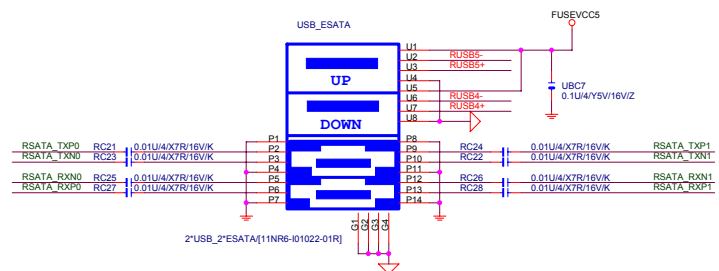 FUSEVCC5
USB_ESATA
U1
U2 RUSB5-
U3 RUSB5+
UP
U4
U5
UBC7
0.1U/4/Y5V/16V/Z
U6 RUSB4-
U7 RUSB4+
DOWN
U8
P1 P8
RSATA_TXP0 RC21 0.01U/4/X7R/16V/K P2 P9 RC24 0.01U/4/X7R/16V/K RSATA_TXP1
RSATA_TXN0 RC23 0.01U/4/X7R/16V/K P3 P10 RC22 0.01U/4/X7R/16V/K RSATA_TXN1
P4 P11
RSATA_RXN0 RC25 0.01U/4/X7R/16V/K P5 P12 RC26 0.01U/4/X7R/16V/K RSATA_RXN1
RSATA_RXP0 RC27 0.01U/4/X7R/16V/K P6 P13 RC28 0.01U/4/X7R/16V/K RSATA_RXP1
P7 P14
G1 G2 G3 G4
2*USB_2*ESATA/[11NR6-I01022-01R]